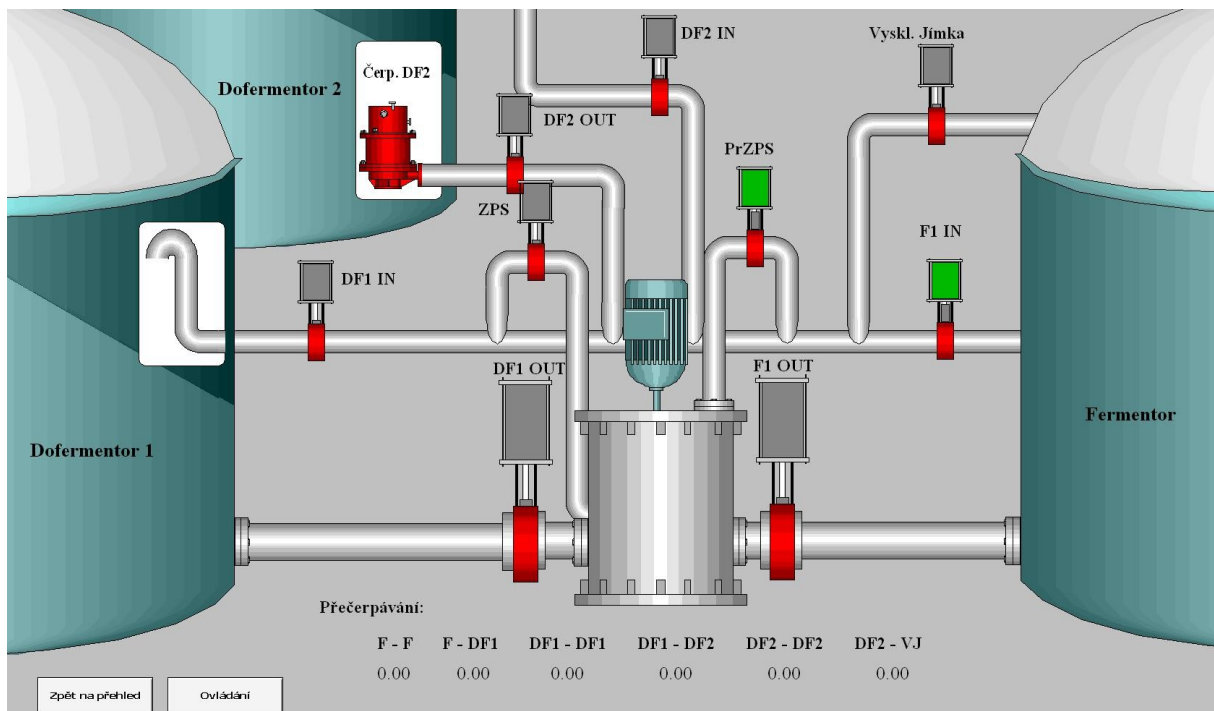 DF2 IN
Vyskl. Jímka
Čerp. DF2
Dofermentor 2
DF2 OUT
PrZPS
ZPS
F1 IN
DF1 IN
DF1 OUT
F1 OUT
Fermentor
Dofermentor 1
Přečerpávání:
F - F F - DF1 DF1 - DF1 DF1 - DF2 DF2 - DF2 DF2 - VJ
0.00 0.00 0.00 0.00 0.00 0.00
Zpět na přehled Ovládání